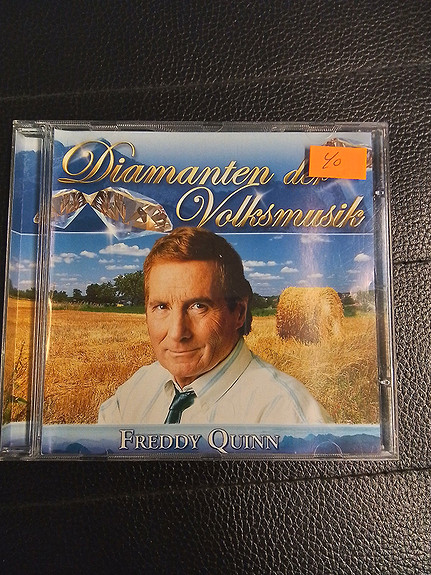 40
Diamanten der
Volksmusik
FREDDY QUINN